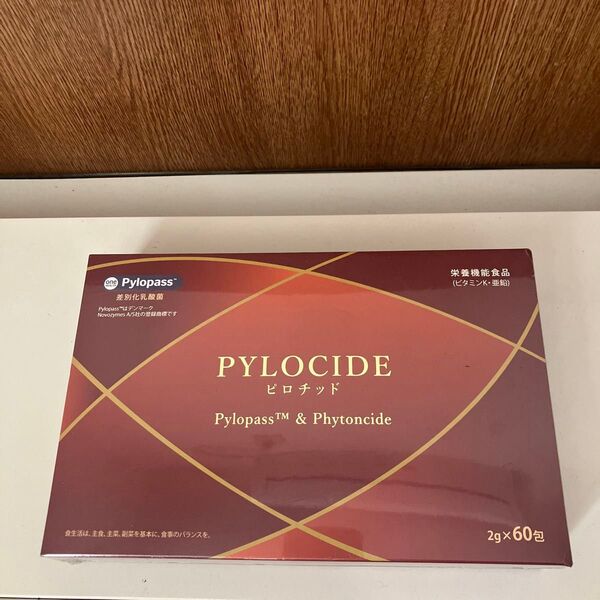 one
Pylopass™
差別化乳酸菌
Pylopass™はデンマーク
Novozymes A/S社の登録商標です
栄養機能食品
(ビタミンK・亜鉛)
PYLOCIDE
ピロチッド
Pylopass™ & Phytoncide
食生活は、主食、主菜、副菜を基本に、食事のバランスを。
2g×60包